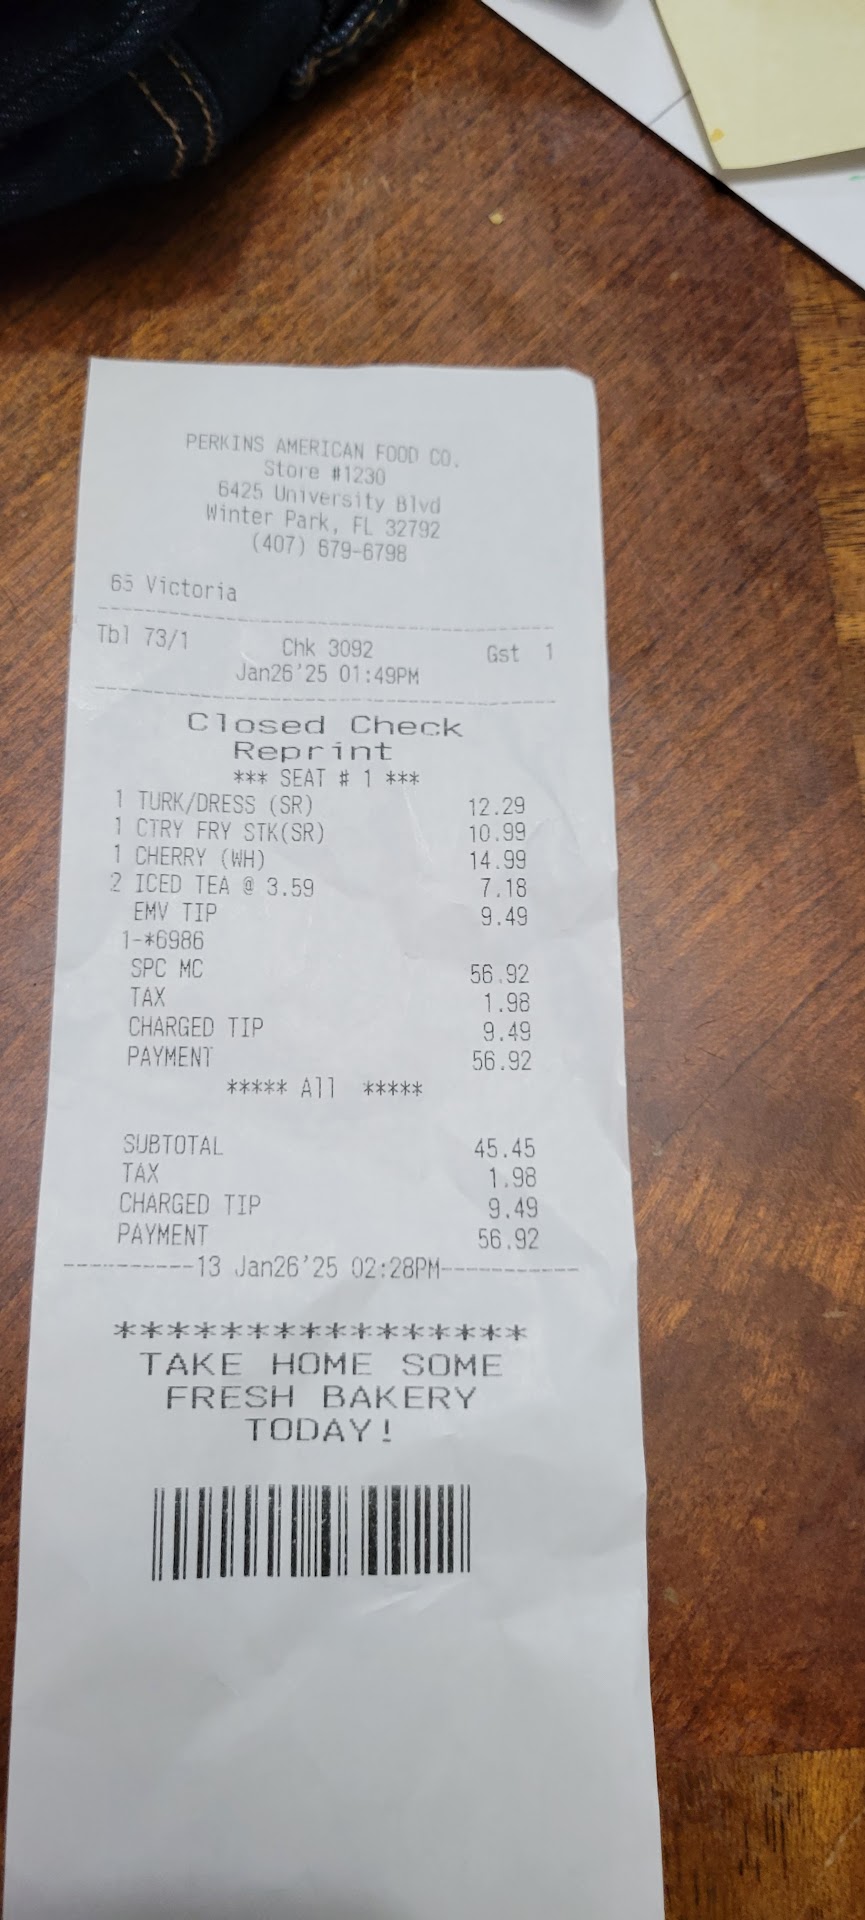 PERKINS AMERICAN FOOD CO.
Store #1230
6425 University Blvd
Winter Park, FL 32792
(407) 679-6798
65 Victoria
Tbl 73/1 Chk 3092 Gst 1
Jan26'25 01:49PM
Closed Check
Reprint
*** SEAT # 1 ***
1 TURK/DRESS (SR) 12.29
1 CTRY FRY STK(SR) 10.99
1 CHERRY (WH) 14.99
2 ICED TEA @ 3.59 7.18
EMV TIP 9.49
1-*6986
SPC MC 56.92
TAX 1.98
CHARGED TIP 9.49
PAYMENT 56.92
***** All *****
SUBTOTAL 45.45
TAX 1.98
CHARGED TIP 9.49
PAYMENT 56.92
----------13 Jan26'25 02:28PM-----------
****************
TAKE HOME SOME
FRESH BAKERY
TODAY!